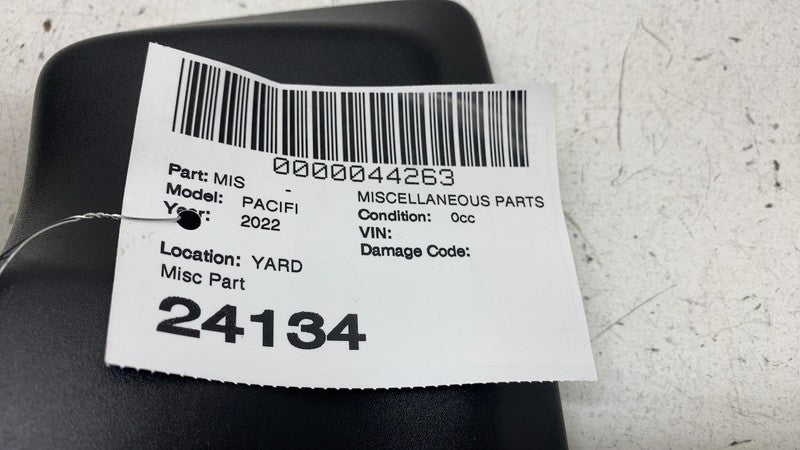 0000044263
Part: MIS -
MISCELLANEOUS PARTS
Model: PACIFI
Condition: 0cc
Year: 2022
VIN:
Damage Code:
Location: YARD
Misc Part
24134